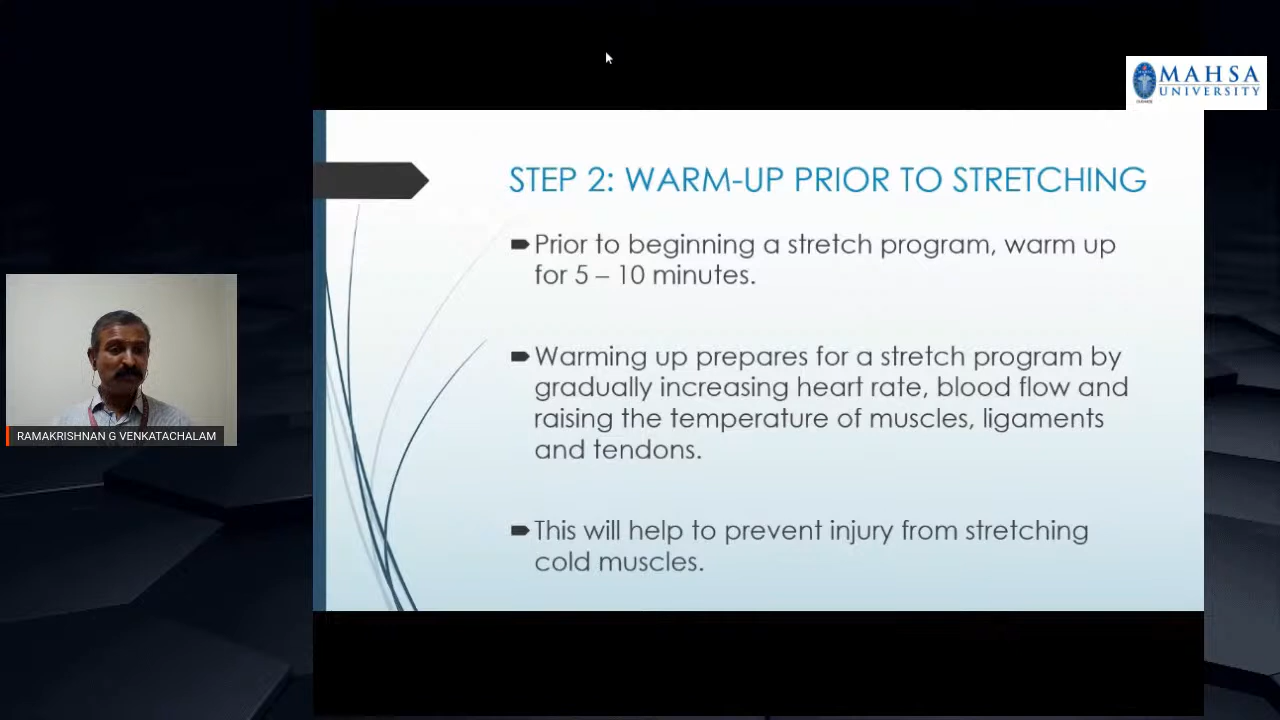 MAHSA
UNIVERSITY
STEP 2: WARM-UP PRIOR TO STRETCHING
Prior to beginning a stretch program, warm up
for 5 – 10 minutes.
Warming up prepares for a stretch program by
gradually increasing heart rate, blood flow and
raising the temperature of muscles, ligaments
and tendons.
This will help to prevent injury from stretching
cold muscles.
RAMAKRISHNAN G VENKATACHALAM